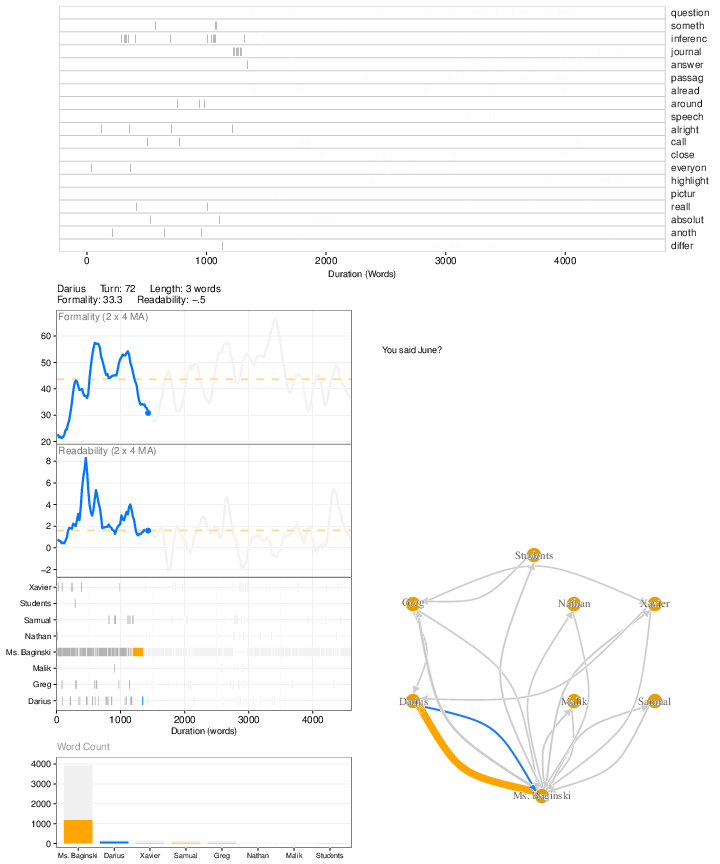 question
someth
inferenc
journal
answer
passag
alread
around
speech
alright
call
close
everyon
highlight
pictur
reall
absolut
anoth
differ
0 1000 2000 3000 4000
Duration (Words)
Darius Turn: 72 Length: 3 words
Formality: 33.3 Readability: -.5
Formality (2 x 4 MA)
60
50
40
30
20
Readability (2 x 4 MA)
8
6
4
2
0
-2
Xavier
Students
Samual
Nathan
Ms. Baginski
Malik
Greg
Darius
0 1000 2000 3000 4000
Duration (words)
Word Count
4000
3000
2000
1000
0
Ms. Baginski Darius Xavier Samual Greg Nathan Malik Students
You said June?
Students
Greg Nathan Xavier
Darius Malik Samual
Ms. Baginski